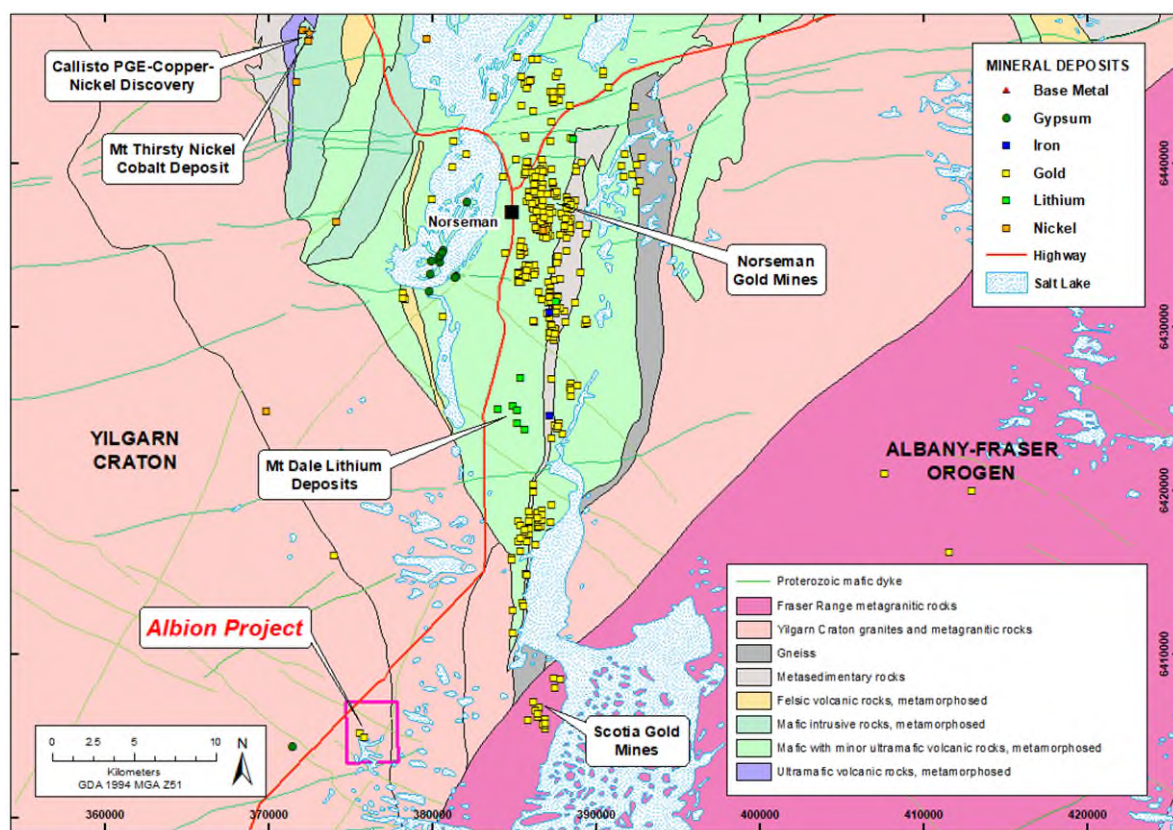 Callisto PGE-Copper-
Nickel Discovery
Mt Thirsty Nickel
Cobalt Deposit
Norseman
Norseman
Gold Mines
MINERAL DEPOSITS
Base Metal
Gypsum
Iron
Gold
Lithium
Nickel
Highway
Salt Lake
6440000
6430000
6420000
6410000
YILGARN
CRATON
Mt Dale Lithium
Deposits
ALBANY-FRASER
OROGEN
Albion Project
Scotia Gold
Mines
Proterozoic mafic dyke
Fraser Range metagranitic rocks
Yilgarn Craton granites and metagranitic rocks
Gneiss
Metasedimentary rocks
Felsic volcanic rocks, metamorphosed
Mafic intrusive rocks, metamorphosed
Mafic with minor ultramafic volcanic rocks, metamorphosed
Ultramafic volcanic rocks, metamorphosed
0 2.5 5 10
N
Kilometers
GDA 1994 MGA Z51
360000 370000 380000 390000 400000 410000 420000